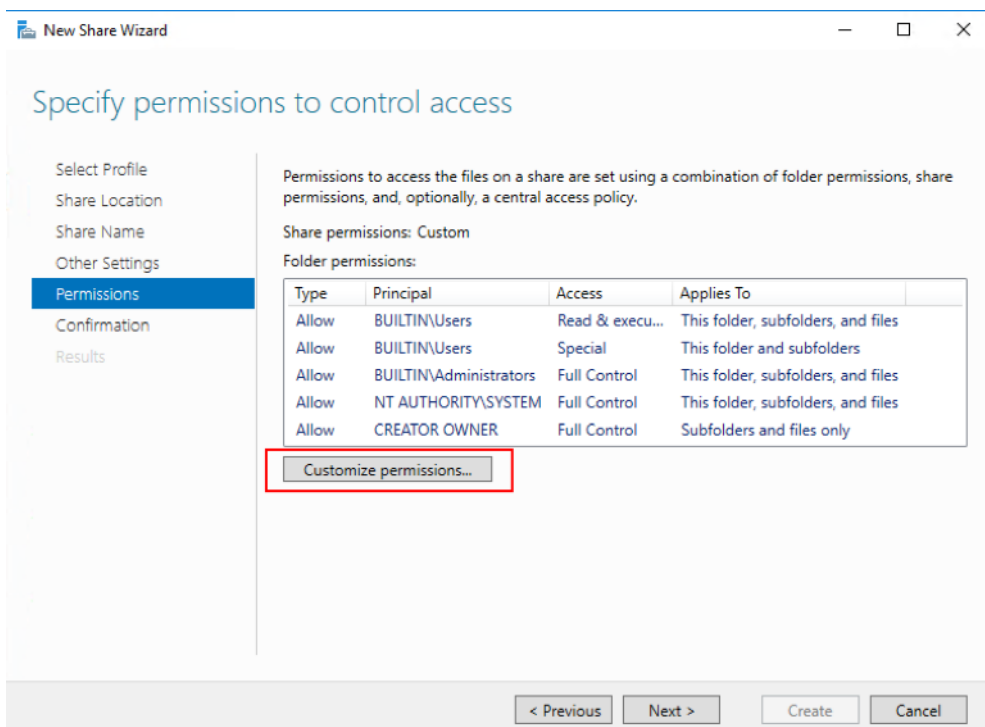 New Share Wizard
Specify permissions to control access
Select Profile
Share Location
Share Name
Other Settings
Permissions
Confirmation
Results
Permissions to access the files on a share are set using a combination of folder permissions, share
permissions, and, optionally, a central access policy.
Share permissions: Custom
Folder permissions:
Type Principal Access Applies To
Allow BUILTIN\Users Read & execu... This folder, subfolders, and files
Allow BUILTIN\Users Special This folder and subfolders
Allow BUILTIN\Administrators Full Control This folder, subfolders, and files
Allow NT AUTHORITY\SYSTEM Full Control This folder, subfolders, and files
Allow CREATOR OWNER Full Control Subfolders and files only
Customize permissions...
< Previous Next > Create Cancel